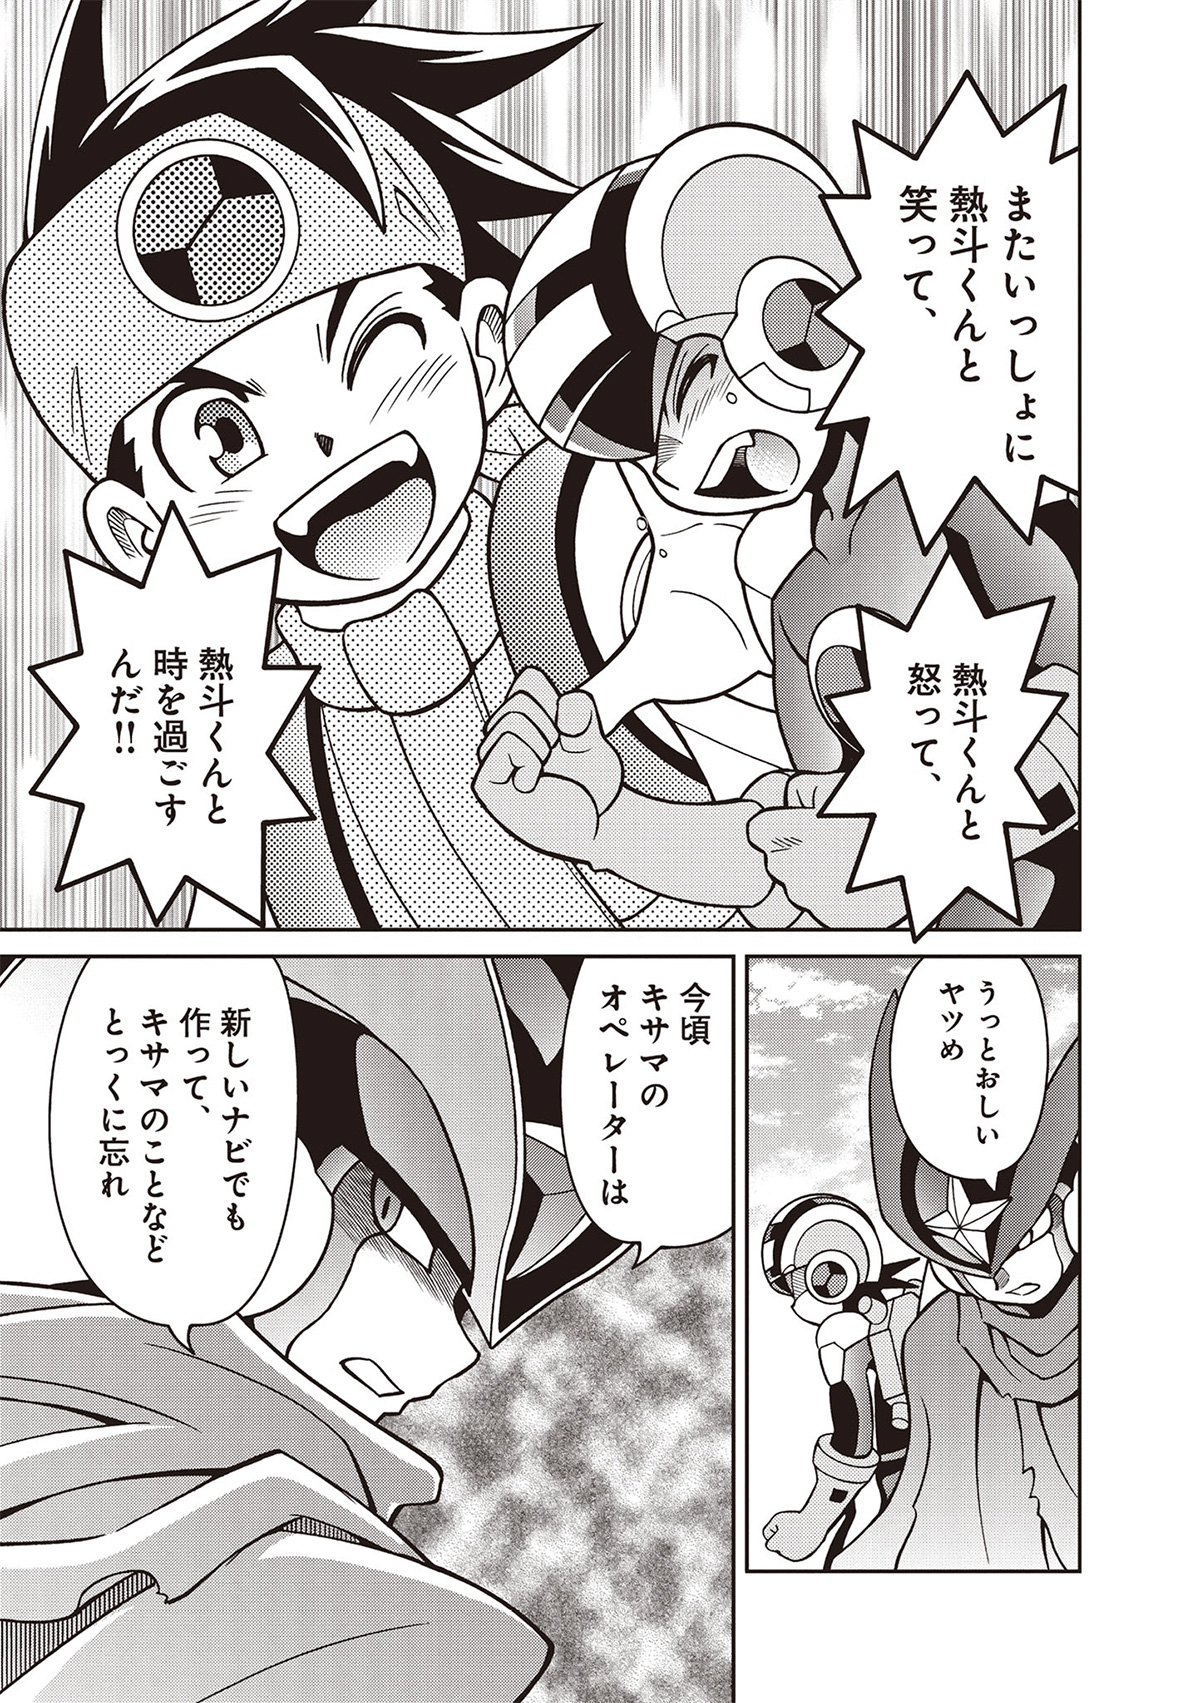 またいっしょに
熱斗くんと
笑って、
熱斗くんと
怒って、
熱斗くんと
時を過ごす
んだ!!
うっとおしい
ヤツめ
今頃
キサマの
オペレーターは
新しいナビでも
作って、
キサマのことなど
とっくに忘れ